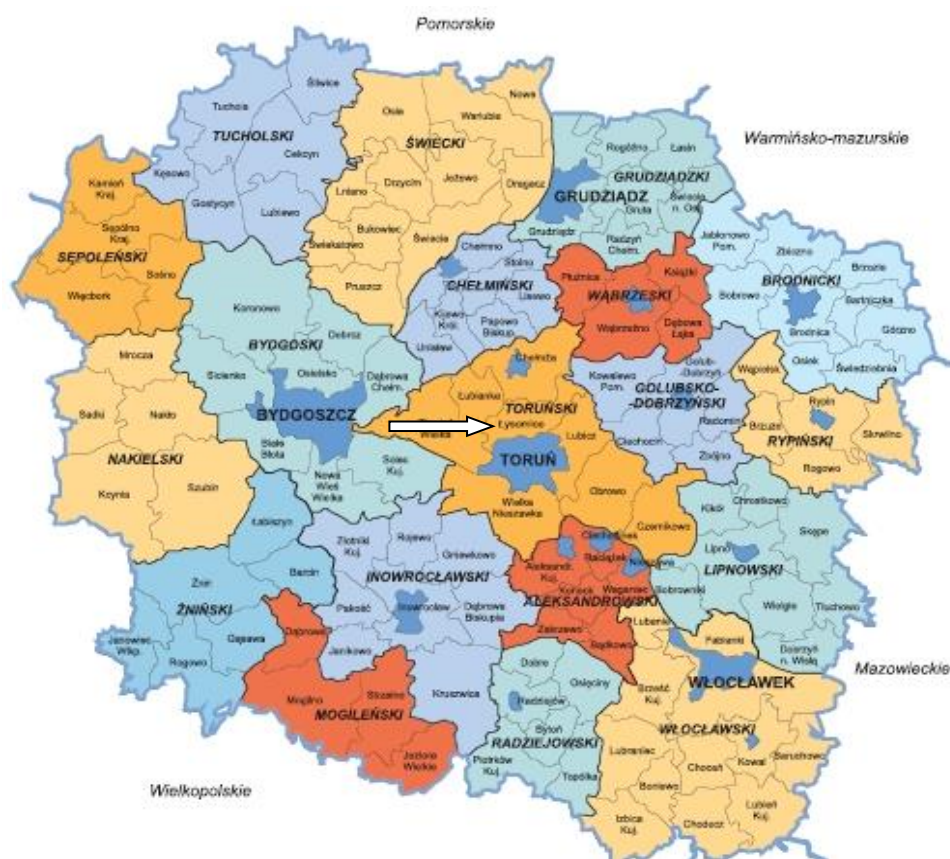 Pomorskie
Warmińsko-mazurskie
Mazowieckie
Wielkopolskie
TUCHOLSKI
Tuchola
Śliwice
Cekcyn
Kęsowo
Gostycyn
Lubiewo
ŚWIECKI
Osie
Nowa
Warlubie
Lniano
Drzycim
Jeżewo
Dragacz
Bukowiec
Świecie
Świekatowo
Pruszcz
GRUDZIĄDZKI
GRUDZIĄDZ
Rogóźno
Łasin
Gruta
Świecie
n. Os.
Grudziądz
Radzyń
Chełm.
SĘPOLEŃSKI
Kamień
Kraj.
Sępólno
Kraj.
Sośno
Więcbork
CHEŁMIŃSKI
Chełmno
Stolno
Lisewo
Kijewo
Król.
Papowo
Biskup.
Unisław
WĄBRZESKI
Płużnica
Książki
Wąbrzeźno
Dębowa
Łąka
BRODNICKI
Jabłonowo
Pom.
Zbiczno
Brzozie
Bobrowo
Bartniczka
Brodnica
Górzno
Osiek
Świedziebnia
BYDGOSKI
BYDGOSZCZ
Koronowo
Dobrcz
Sicienko
Osielsko
Dąbrowa
Chełm.
Białe
Błota
Nowa
Wieś
Wielka
Solec
Kuj.
TORUŃSKI
TORUŃ
Chełmża
Łubianka
Łysomice
Wielka
Lubicz
Wielka
Nieszawka
Obrowo
Czernikowo
GOLUBSKO-
-DOBRZYŃSKI
Kowalewo
Pom.
Golub-
Dobrzyń
Radomin
Ciechocin
Zbójno
RYPIŃSKI
Wąpielsk
Rypin
Brzuze
Skrwilno
Rogowo
NAKIELSKI
Mrocza
Sadki
Nakło
Kcynia
Szubin
ŻNIŃSKI
Łabiszyn
Żnin
Barcin
Janowiec
Wlkp.
Rogowo
Gąsawa
INOWROCŁAWSKI
Złotniki
Kuj.
Rojewo
Gniewkowo
Pakość
Inowrocław
Dąbrowa
Biskupia
Janikowo
Kruszwica
MOGILEŃSKI
Dąbrowa
Mogilno
Strzelno
Jeziora
Wielkie
ALEKSANDROWSKI
Ciechocinek
Aleksandr.
Kuj.
Raciążek
Nieszawa
Koneck
Waganiec
Zakrzewo
Bądkowo
LIPNOWSKI
Kikół
Chrostkowo
Skępe
Lipno
Bobrowniki
Wielgie
Tłuchowo
Dobrzyń
n. Wisłą
RADZIEJOWSKI
Dobre
Osięciny
Radziejów
Bytoń
Piotrków
Kuj.
Topólka
WŁOCŁAWSKI
WŁOCŁAWEK
Lubanie
Fabianki
Brześć
Kuj.
Lubraniec
Choceń
Kowal
Baruchowo
Boniewo
Izbica
Kuj.
Chodecz
Lubień
Kuj.